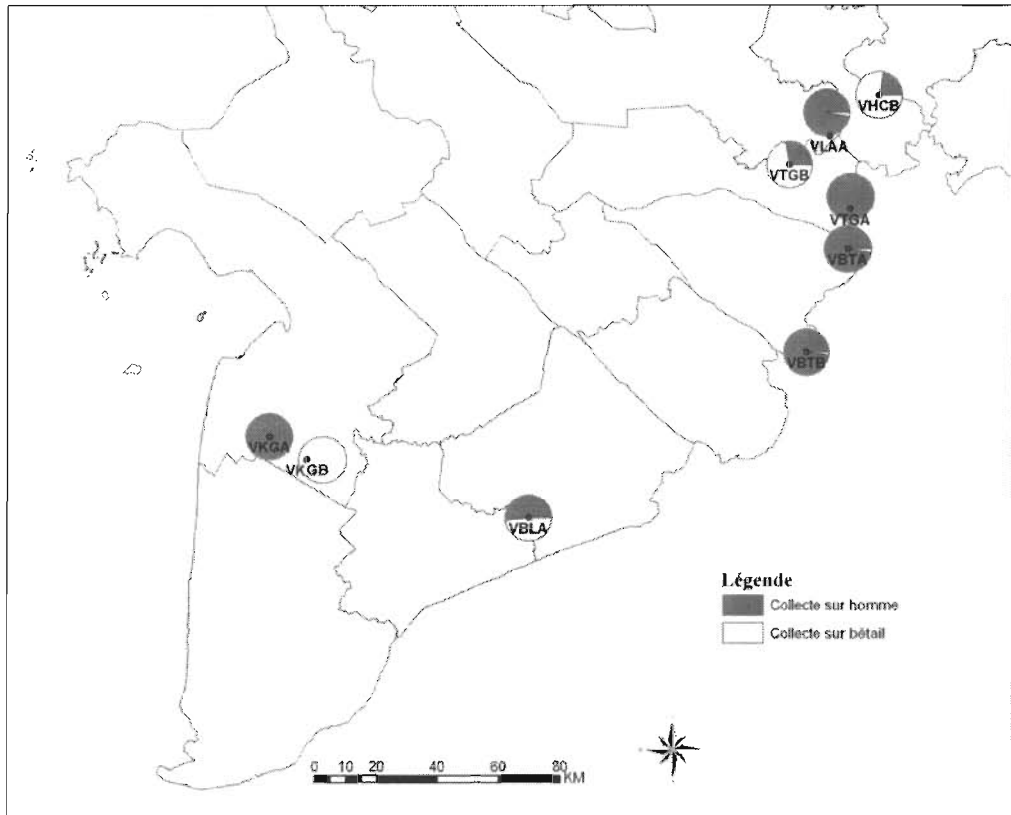 VHCB
VLAA
VTGB
VTGA
VBTA
VBTB
VKGA
VKGB
VBLA
Légende
Collecte sur homme
Collecte sur bétail
0 10 20 40 60 80
KM